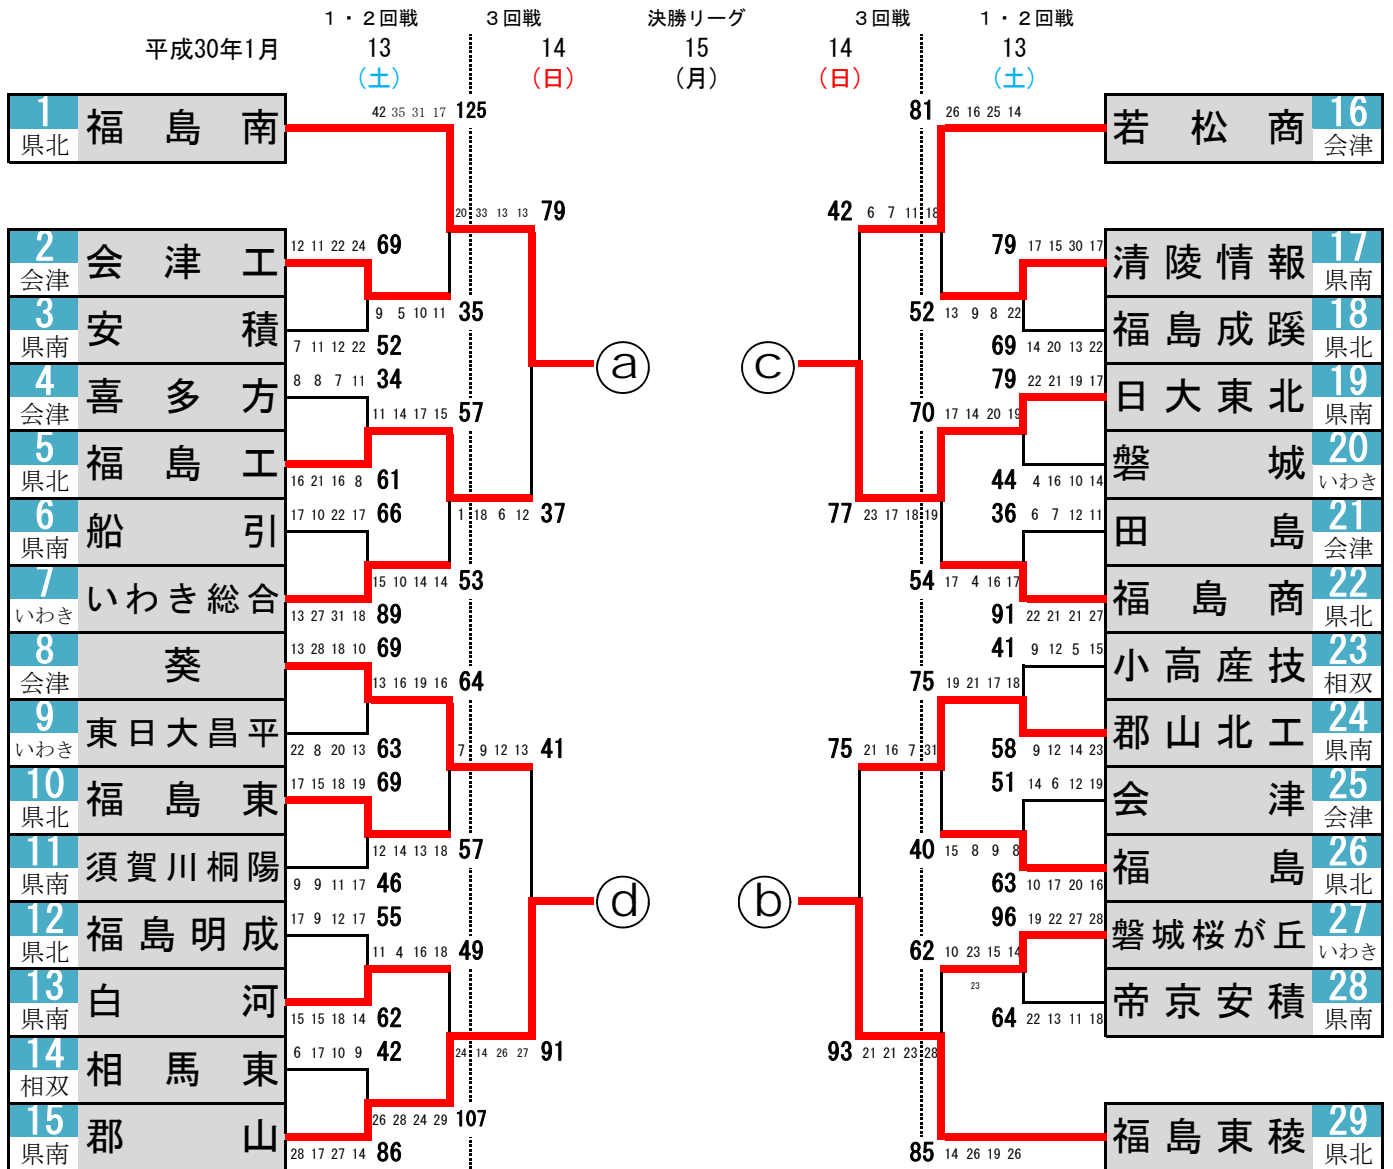 １・２回戦 ３回戦 決勝リーグ ３回戦 １・２回戦
平成30年1月 13 14 15 14 13
（土） （日） （月） （日） （土）
1 県北 福島南 42 35 31 17 125
81 26 16 25 14 若松商 16 会津
20 33 13 13 79
42 6 7 11 18
2 会津 会津工 12 11 22 24 69
79 17 15 30 17 清陵情報 17 県南
9 5 10 11 35
52 13 9 8 22
3 県南 安積 7 11 12 22 52
69 14 20 13 22 福島成蹊 18 県北
ⓐ ⓒ
4 会津 喜多方 8 8 7 11 34
79 22 21 19 17 日大東北 19 県南
11 14 17 15 57
70 17 14 20 19
5 県北 福島工 16 21 16 8 61
44 4 16 10 14 磐城 20 いわき
6 県南 船引 17 10 22 17 66
1 18 6 12 37
77 23 17 18 19
36 6 7 12 11 田島 21 会津
15 10 14 14 53
54 17 4 16 17
7 いわき いわき総合 13 27 31 18 89
91 22 21 21 27 福島商 22 県北
8 会津 葵 13 28 18 10 69
41 9 12 5 15 小高産技 23 相双
13 16 19 16 64
75 19 21 17 18
9 いわき 東日大昌平 22 8 20 13 63
7 9 12 13 41
75 21 16 7 31
58 9 12 14 23 郡山北工 24 県南
10 県北 福島東 17 15 18 19 69
51 14 6 12 19 会津 25 会津
12 14 13 18 57
40 15 8 9 8
11 県南 須賀川桐陽 9 9 11 17 46
63 10 17 20 16 福島 26 県北
ⓓ ⓑ
12 県北 福島明成 17 9 12 17 55
96 19 22 27 28 磐城桜が丘 27 いわき
11 4 16 18 49
62 10 23 15 14
23
13 県南 白河 15 15 18 14 62
64 22 13 11 18 帝京安積 28 県南
14 相双 相馬東 6 17 10 9 42
24 14 26 27 91
93 21 21 23 28
26 28 24 29 107
15 県南 郡山 28 17 27 14 86
85 14 26 19 26 福島東稜 29 県北